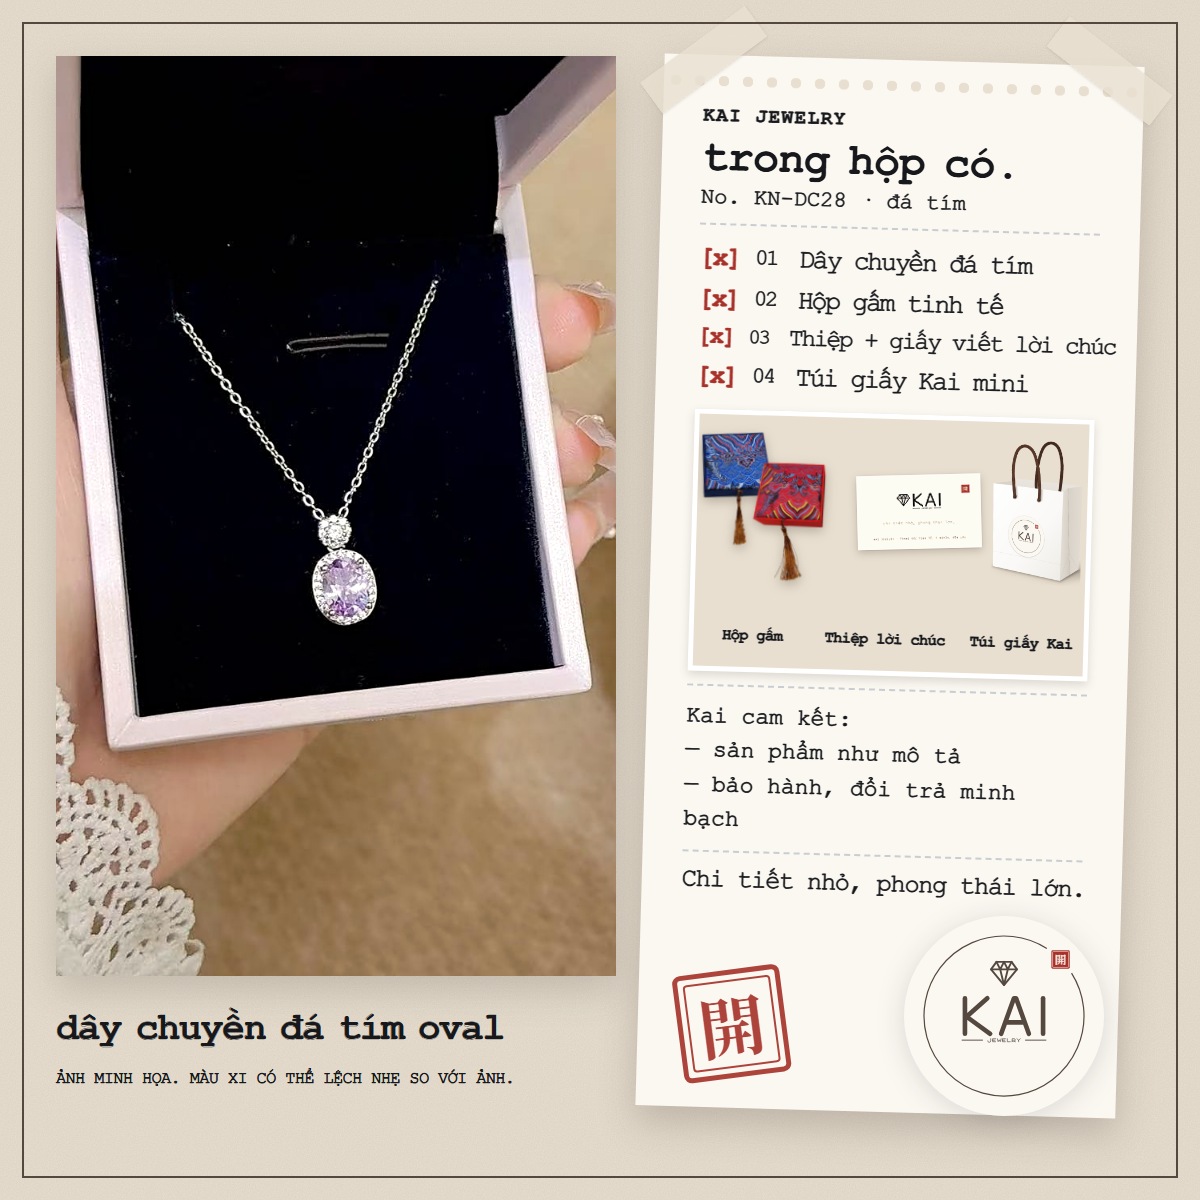 KAI JEWELRY
trong hộp có.
No. KN-DC28 · đá tím
[x] 01 Dây chuyền đá tím
[x] 02 Hộp gấm tinh tế
[x] 03 Thiệp + giấy viết lời chúc
[x] 04 Túi giấy Kai mini
開
KAI
KAI
Hộp gấm Thiệp lời chúc Túi giấy Kai
Kai cam kết:
— sản phẩm như mô tả
— bảo hành, đổi trả minh
bạch
Chi tiết nhỏ, phong thái lớn.
開
開
KAI
JEWELRY
dây chuyền đá tím oval
ẢNH MINH HỌA. MÀU XI CÓ THỂ LỆCH NHẸ SO VỚI ẢNH.